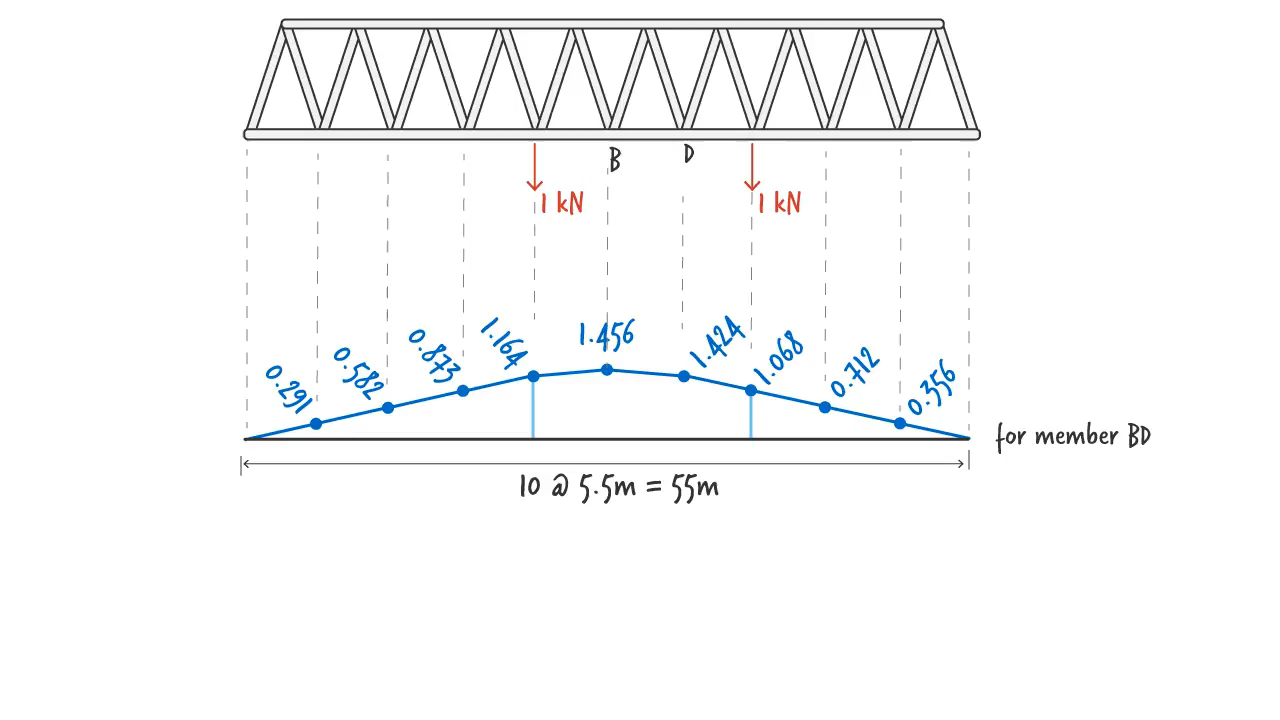 B
D
1 kN
1 kN
0.291
0.582
0.873
1.164
1.456
1.424
1.068
0.712
0.356
for member BD
10 @ 5.5m = 55m